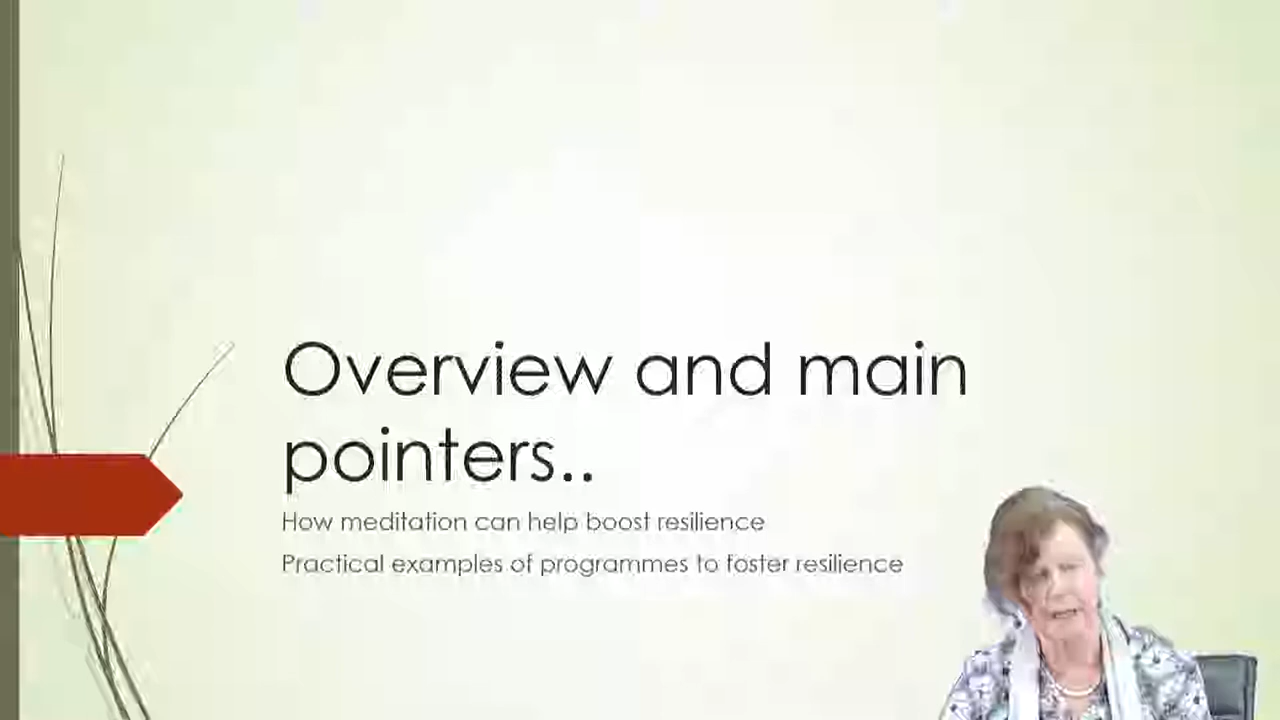 Overview and main
pointers..
How meditation can help boost resilience
Practical examples of programmes to foster resilience